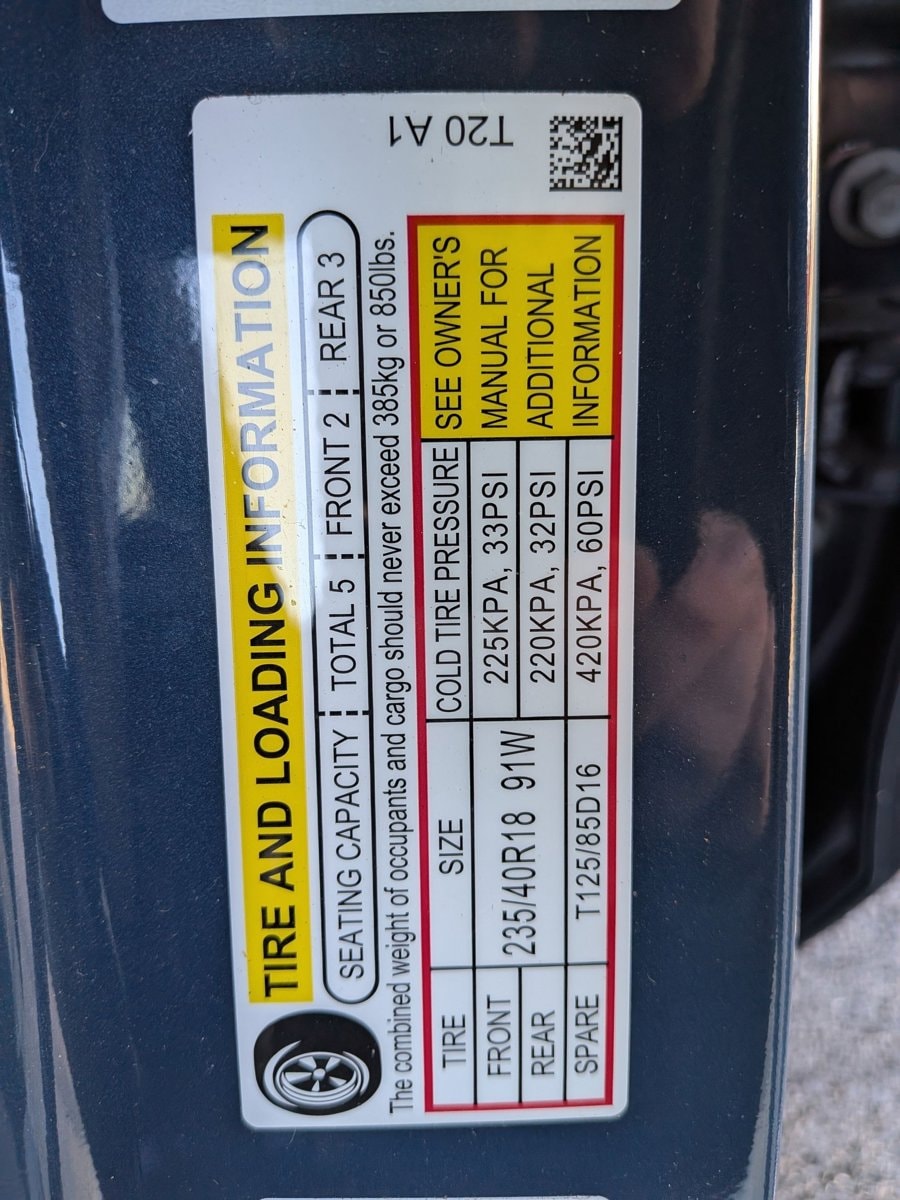 TIRE AND LOADING INFORMATION
SEATING CAPACITY TOTAL 5 FRONT 2 REAR 3
The combined weight of occupants and cargo should never exceed 385kg or 850lbs.
TIRE SIZE COLD TIRE PRESSURE SEE OWNER'S
FRONT 235/40R18 91W 225KPA, 33PSI MANUAL FOR
REAR 220KPA, 32PSI ADDITIONAL
SPARE T125/85D16 420KPA, 60PSI INFORMATION
T20 A1